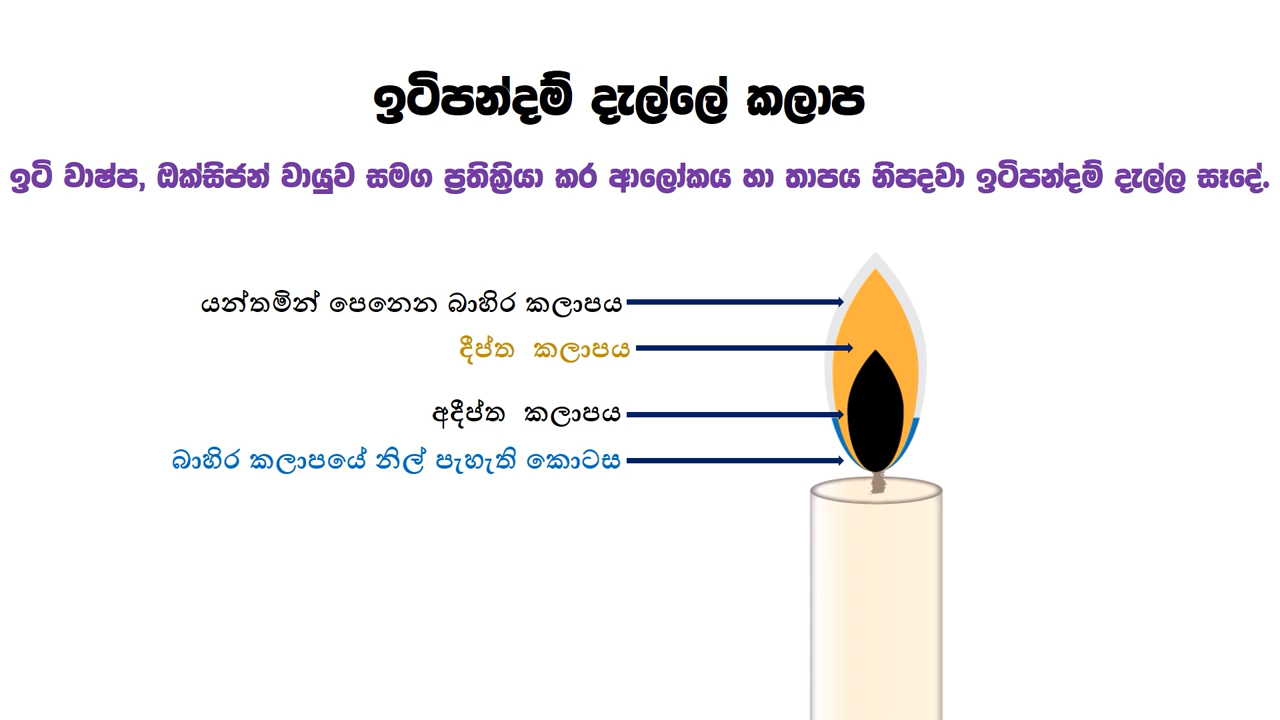 ඉටිපන්දම් දැල්ලේ කලාප
ඉටි වාෂ්ප, ඔක්සිජන් වායුව සමග ප්‍රතික්‍රියා කර ආලෝකය හා තාපය නිපදවා ඉටිපන්දම් දැල්ල සෑදේ.
යන්තමින් පෙනෙන බාහිර කලාපය
දීප්ත කලාපය
අදීප්ත කලාපය
බාහිර කලාපයේ නිල් පැහැති කොටස